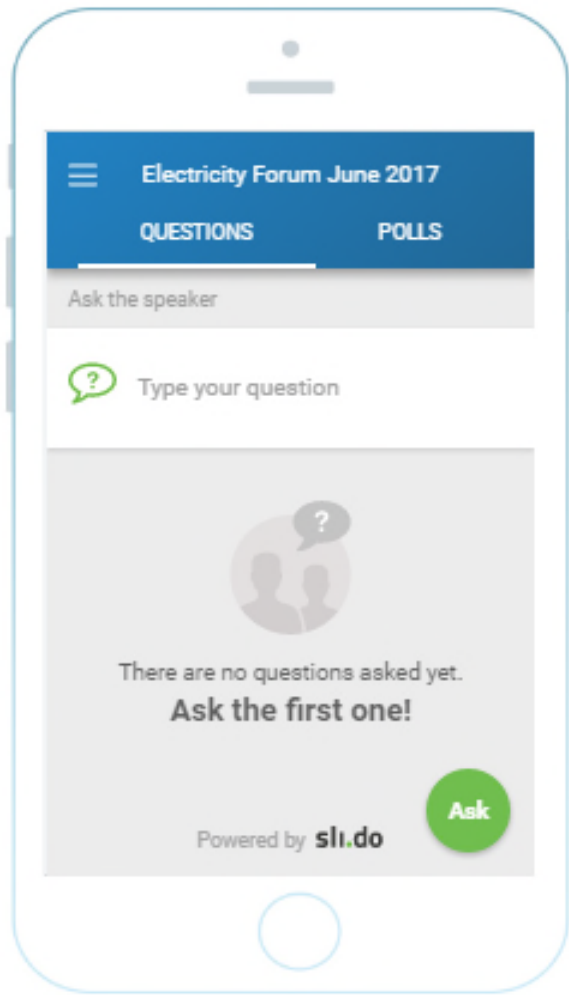 Electricity Forum June 2017
QUESTIONS POLLS
Ask the speaker
?
Type your question
?
There are no questions asked yet.
Ask the first one!
Ask
Powered by sli.do